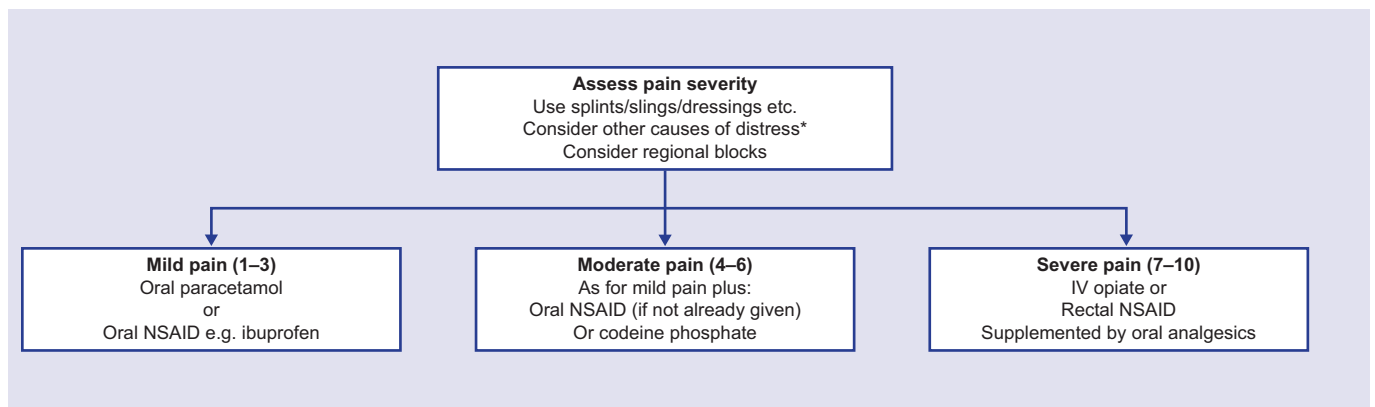 Assess pain severity
Use splints/slings/dressings etc.
Consider other causes of distress*
Consider regional blocks
Mild pain (1–3)
Oral paracetamol
or
Oral NSAID e.g. ibuprofen
Moderate pain (4–6)
As for mild pain plus:
Oral NSAID (if not already given)
Or codeine phosphate
Severe pain (7–10)
IV opiate or
Rectal NSAID
Supplemented by oral analgesics